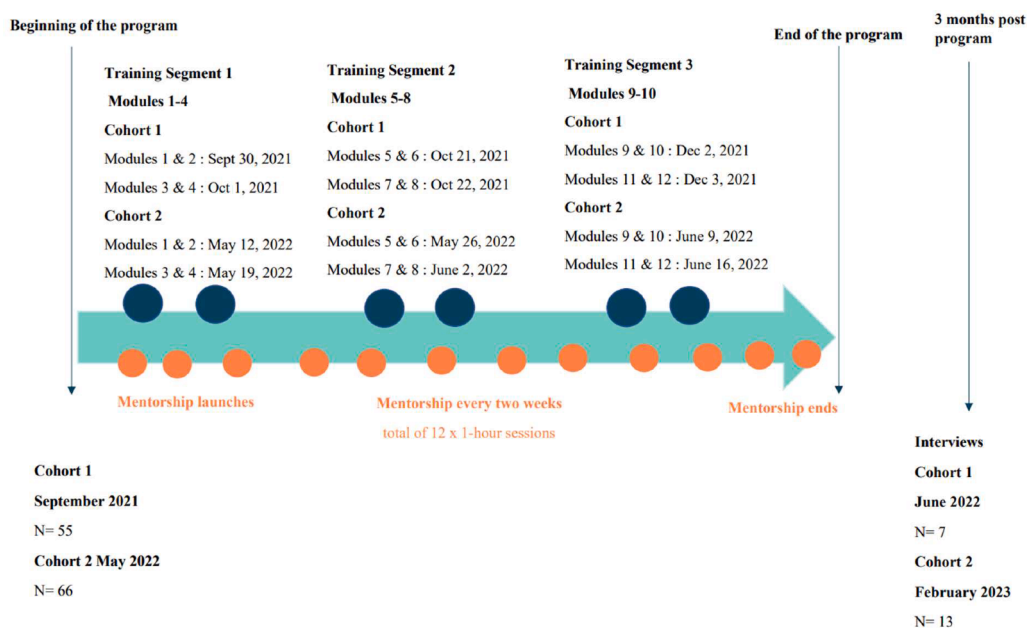 Beginning of the program
End of the program
3 months post
program
Training Segment 1
Modules 1-4
Cohort 1
Modules 1 & 2 : Sept 30, 2021
Modules 3 & 4 : Oct 1, 2021
Cohort 2
Modules 1 & 2 : May 12, 2022
Modules 3 & 4 : May 19, 2022
Training Segment 2
Modules 5-8
Cohort 1
Modules 5 & 6 : Oct 21, 2021
Modules 7 & 8 : Oct 22, 2021
Cohort 2
Modules 5 & 6 : May 26, 2022
Modules 7 & 8 : June 2, 2022
Training Segment 3
Modules 9-10
Cohort 1
Modules 9 & 10 : Dec 2, 2021
Modules 11 & 12 : Dec 3, 2021
Cohort 2
Modules 9 & 10 : June 9, 2022
Modules 11 & 12 : June 16, 2022
Mentorship launches
Mentorship every two weeks
total of 12 x 1-hour sessions
Mentorship ends
Cohort 1
September 2021
N= 55
Cohort 2 May 2022
N= 66
Interviews
Cohort 1
June 2022
N= 7
Cohort 2
February 2023
N= 13